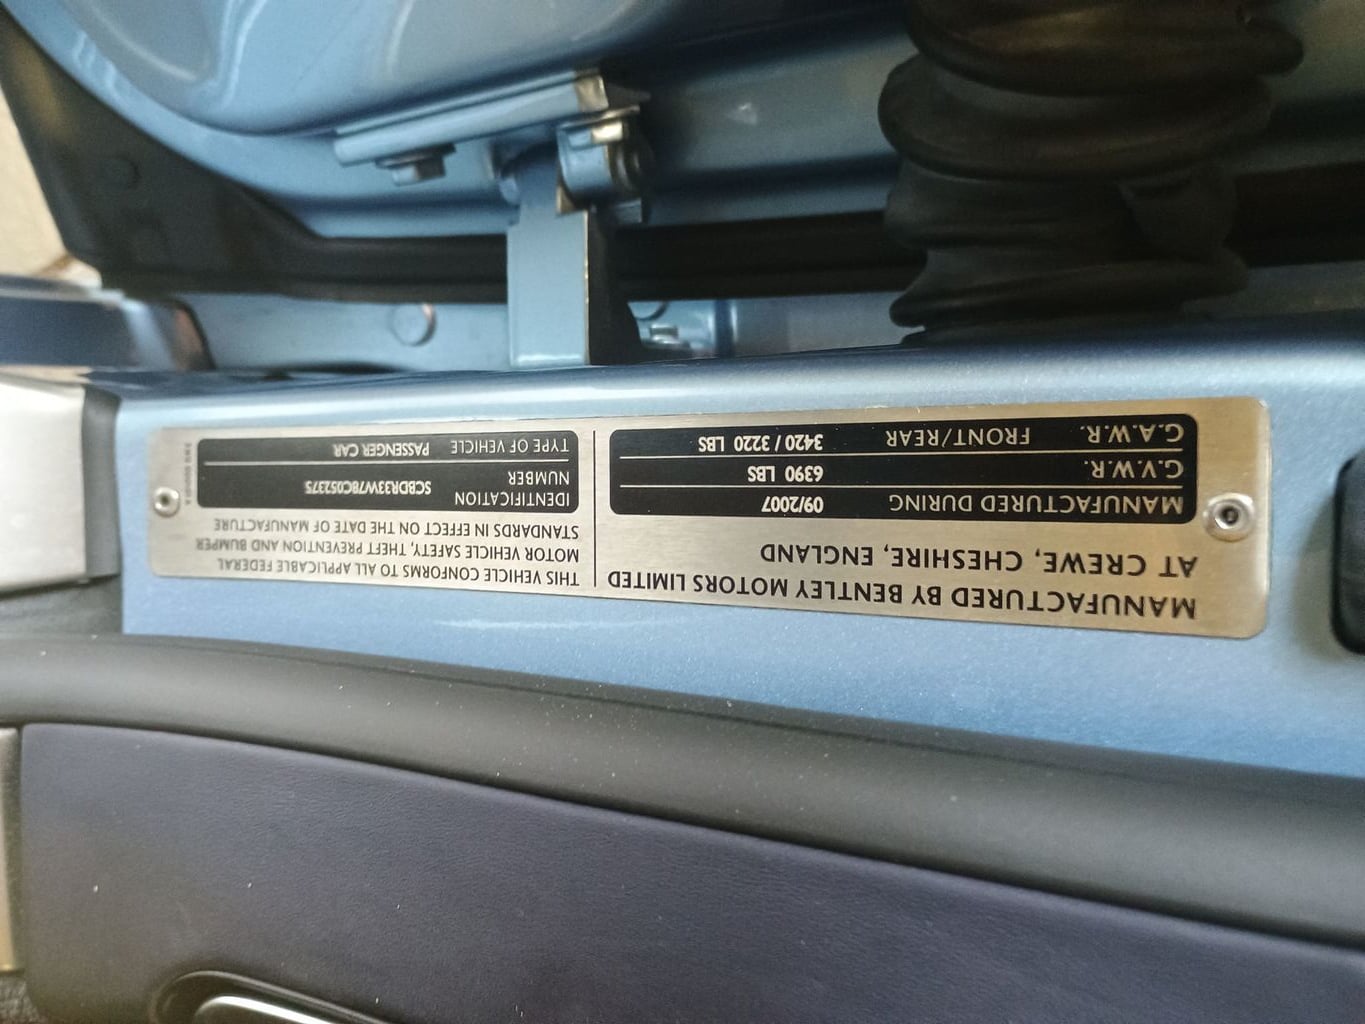 MANUFACTURED BY BENTLEY MOTORS LIMITED
AT CREWE, CHESHIRE, ENGLAND
MANUFACTURED DURING 09/2007
G.V.W.R. 6390 LBS
G.A.W.R. FRONT/REAR 3420 / 3220 LBS
THIS VEHICLE CONFORMS TO ALL APPLICABLE FEDERAL
MOTOR VEHICLE SAFETY, THEFT PREVENTION AND BUMPER
STANDARDS IN EFFECT ON THE DATE OF MANUFACTURE
IDENTIFICATION
NUMBER SCBDR33W78C052375
TYPE OF VEHICLE PASSENGER CAR